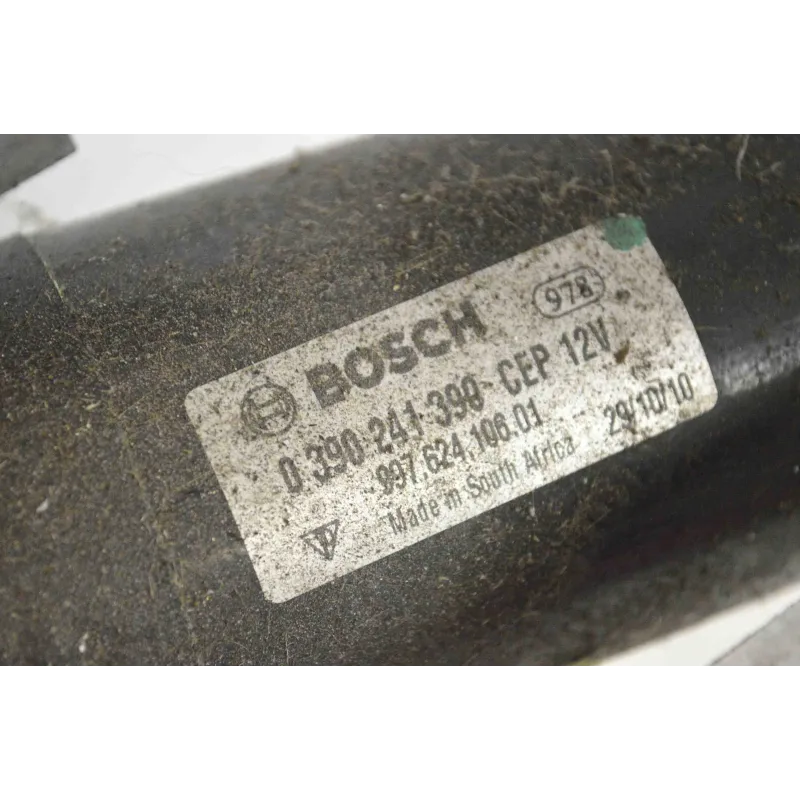 978
BOSCH
0 390 241 390 CEP 12V
997.624.106.01
29/10/10
Made in South Africa